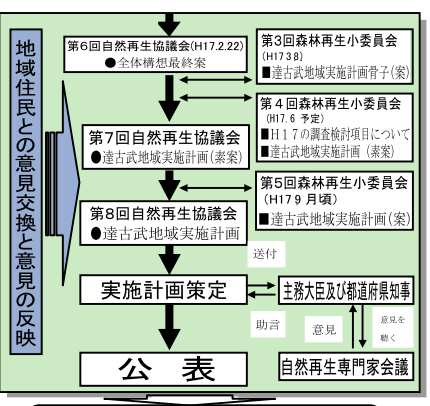 地域住民との意見交換と意見の反映
第6回自然再生協議会(H17.2.22)
●全体構想最終案
第3回森林再生小委員会
(H1738)
■達古武地域実施計画骨子(案)
第4回森林再生小委員会
(H17.6 予定)
■H17の調査検討項目について
■達古武地域実施計画（素案）
第7回自然再生協議会
●達古武地域実施計画(素案)
第5回森林再生小委員会
(H179月頃)
■達古武地域実施計画(案)
第8回自然再生協議会
●達古武地域実施計画
送付
実施計画策定
主務大臣及び都道府県知事
助言
意見
意見を
聴く
公表
自然再生専門家会議